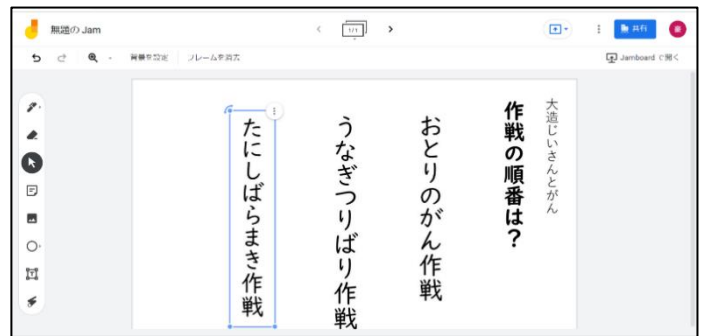 無題の Jam
1/1
共有
背景を設定
フレームを消去
Jamboard で開く
大造じいさんとがん
作戦の順番は？
おとりのがん作戦
うなぎつりばり作戦
たにしばらまき作戦